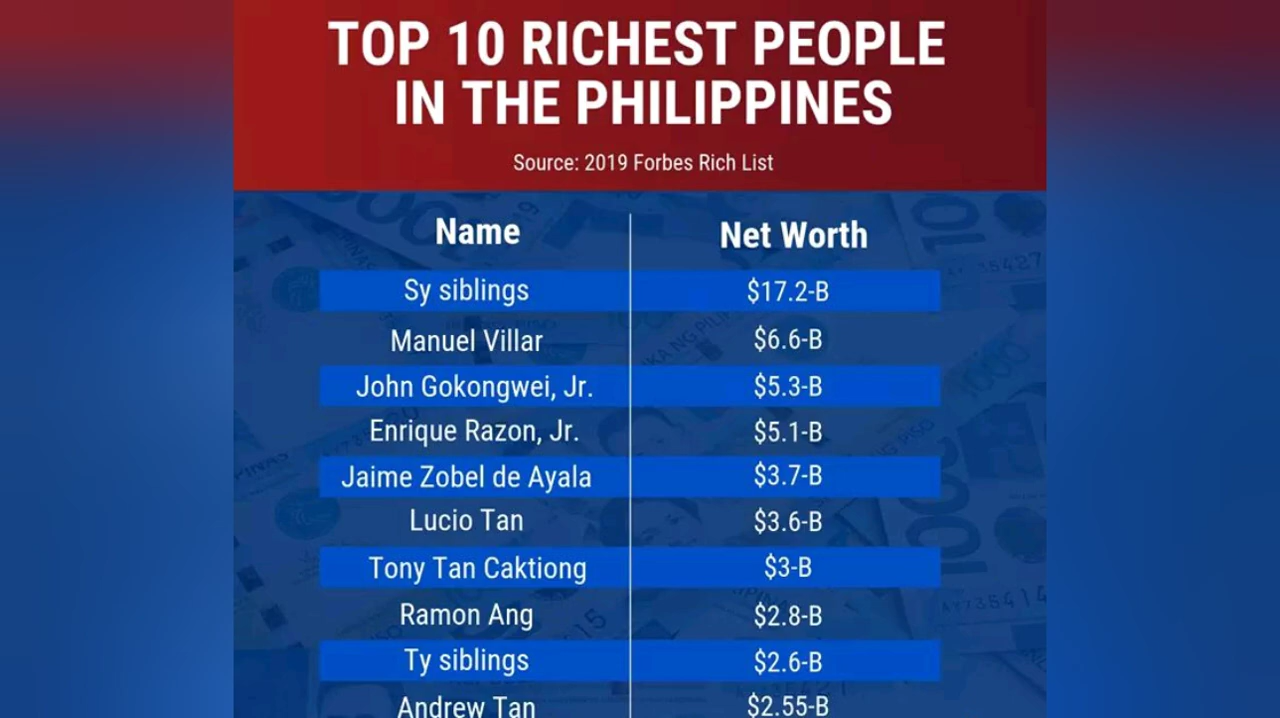 TOP 10 RICHEST PEOPLE
IN THE PHILIPPINES
Source: 2019 Forbes Rich List
Name Net Worth
Sy siblings $17.2-B
Manuel Villar $6.6-B
John Gokongwei, Jr. $5.3-B
Enrique Razon, Jr. $5.1-B
Jaime Zobel de Ayala $3.7-B
Lucio Tan $3.6-B
Tony Tan Caktiong $3-B
Ramon Ang $2.8-B
Ty siblings $2.6-B
Andrew Tan $2.55-B